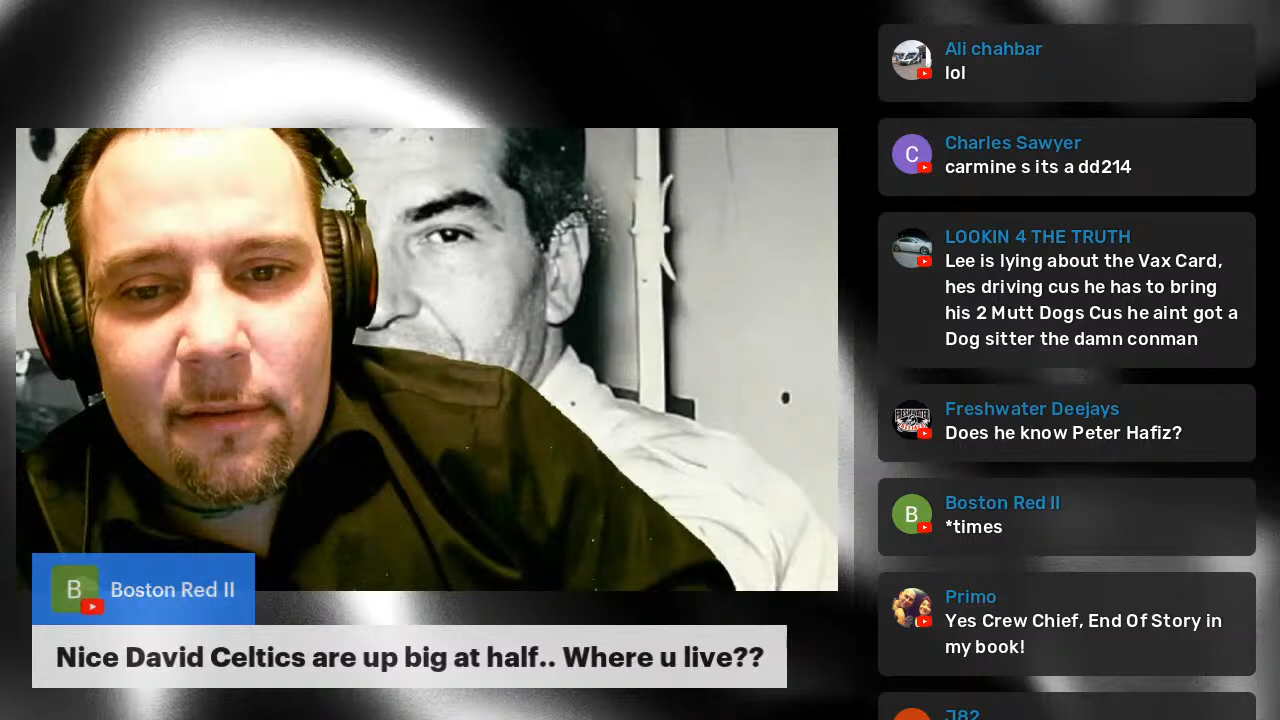 Ali chahbar
lol
C
Charles Sawyer
carmine s its a dd214
LOOKIN 4 THE TRUTH
Lee is lying about the Vax Card,
hes driving cus he has to bring
his 2 Mutt Dogs Cus he aint got a
Dog sitter the damn conman
FRESHWATER
Freshwater Deejays
Does he know Peter Hafiz?
B
Boston Red II
*times
Primo
Yes Crew Chief, End Of Story in
my book!
J82
B
Boston Red II
Nice David Celtics are up big at half.. Where u live??